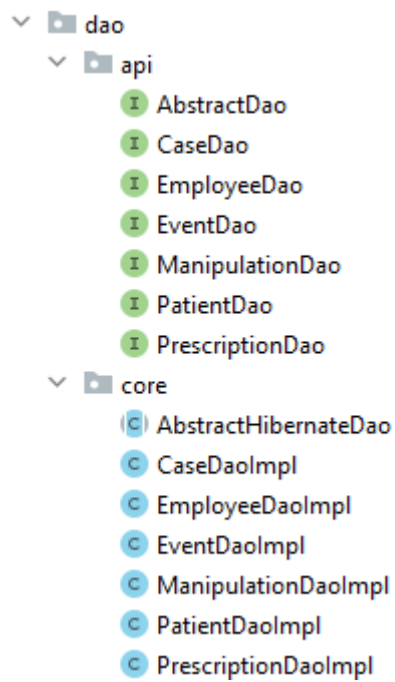 dao
api
I AbstractDao
I CaseDao
I EmployeeDao
I EventDao
I ManipulationDao
I PatientDao
I PrescriptionDao
core
C AbstractHibernateDao
C CaseDaoImpl
C EmployeeDaoImpl
C EventDaoImpl
C ManipulationDaoImpl
C PatientDaoImpl
C PrescriptionDaoImpl